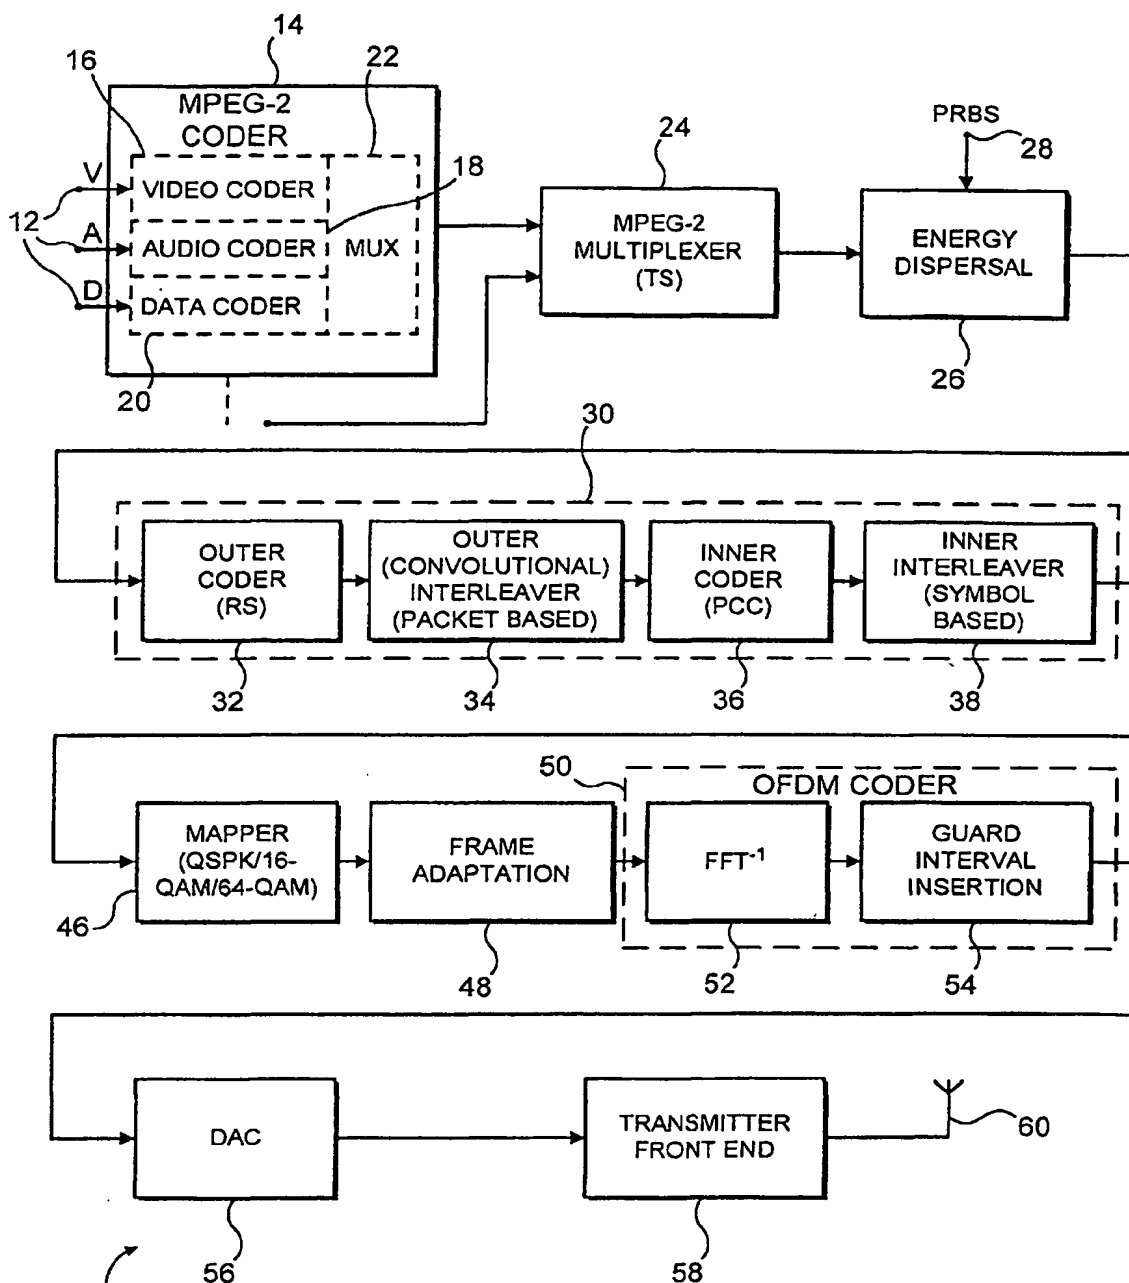 14
16
22
MPEG-2
CODER
V
VIDEO CODER
18
12
A
AUDIO CODER
MUX
D
DATA CODER
20
24
MPEG-2
MULTIPLEXER
(TS)
PRBS
28
ENERGY
DISPERSAL
26
30
OUTER
CODER
(RS)
OUTER
(CONVOLUTIONAL)
INTERLEAVER
(PACKET BASED)
INNER
CODER
(PCC)
INNER
INTERLEAVER
(SYMBOL
BASED)
32
34
36
38
50
OFDM CODER
MAPPER
(QSPK/16-
QAM/64-QAM)
FRAME
ADAPTATION
FFT-1
GUARD
INTERVAL
INSERTION
46
48
52
54
DAC
TRANSMITTER
FRONT END
60
56
58